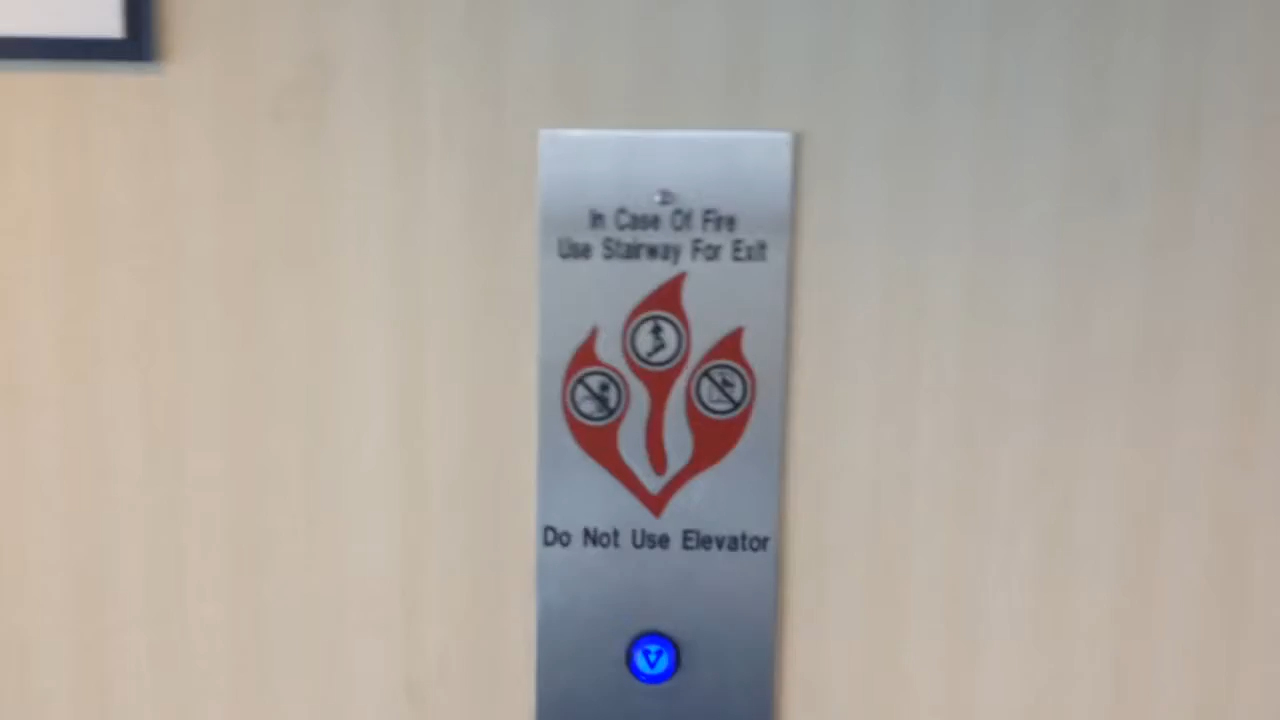 In Case Of Fire
Use Stairway For Exit
Do Not Use Elevator